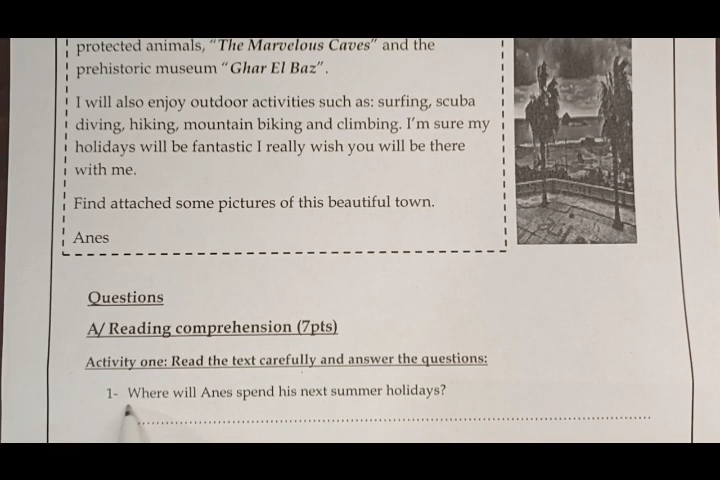 protected animals, "The Marvelous Caves" and the
prehistoric museum "Ghar El Baz".
I will also enjoy outdoor activities such as: surfing, scuba
diving, hiking, mountain biking and climbing. I'm sure my
holidays will be fantastic I really wish you will be there
with me.
Find attached some pictures of this beautiful town.
Anes
Questions
A/ Reading comprehension (7pts)
Activity one: Read the text carefully and answer the questions:
1- Where will Anes spend his next summer holidays?